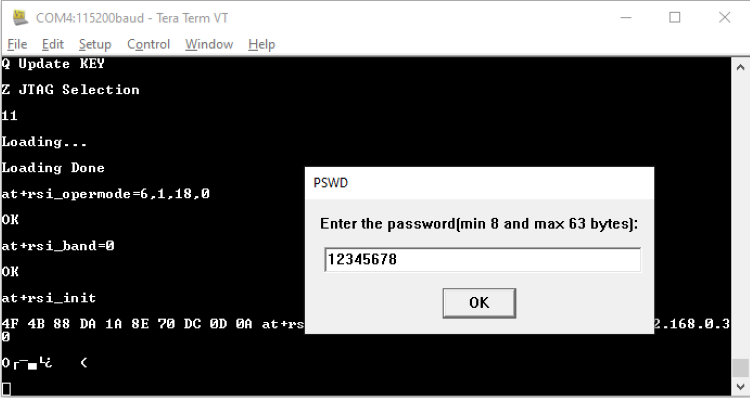 COM4:115200baud - Tera Term VT
File Edit Setup Control Window Help
Q Update KEY
Z JTAG Selection
11
Loading...
Loading Done
at+rsi_opermode=6,1,18,0
OK
at+rsi_band=0
OK
at+rsi_init
4F 4B 88 DA 1A 8E 70 DC 0D 0A at+rs 2.168.0.3
0
PSWD
Enter the password(min 8 and max 63 bytes):
12345678
OK